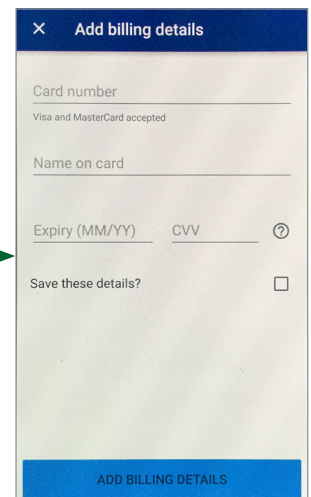 Add billing details
Card number
Visa and MasterCard accepted
Name on card
Expiry (MM/YY) CVV
Save these details?
ADD BILLING DETAILS